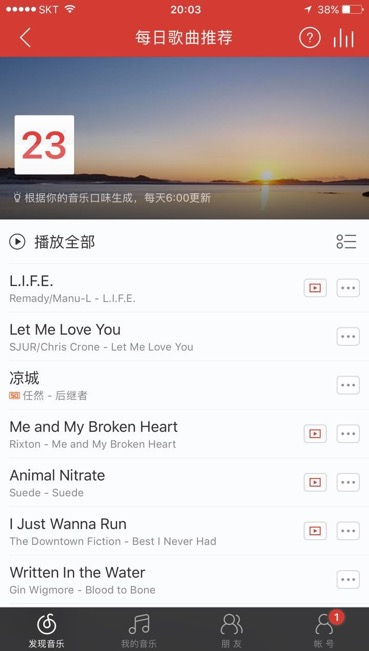 SKT
20:03
38%
每日歌曲推荐
?
23
根据你的音乐口味生成，每天6:00更新
播放全部
L.I.F.E.
Remady/Manu-L - L.I.F.E.
Let Me Love You
SJUR/Chris Crone - Let Me Love You
凉城
SQ 任然 - 后继者
Me and My Broken Heart
Rixton - Me and My Broken Heart
Animal Nitrate
Suede - Suede
I Just Wanna Run
The Downtown Fiction - Best I Never Had
Written In the Water
Gin Wigmore - Blood to Bone
1
发现音乐
我的音乐
朋友
帐号